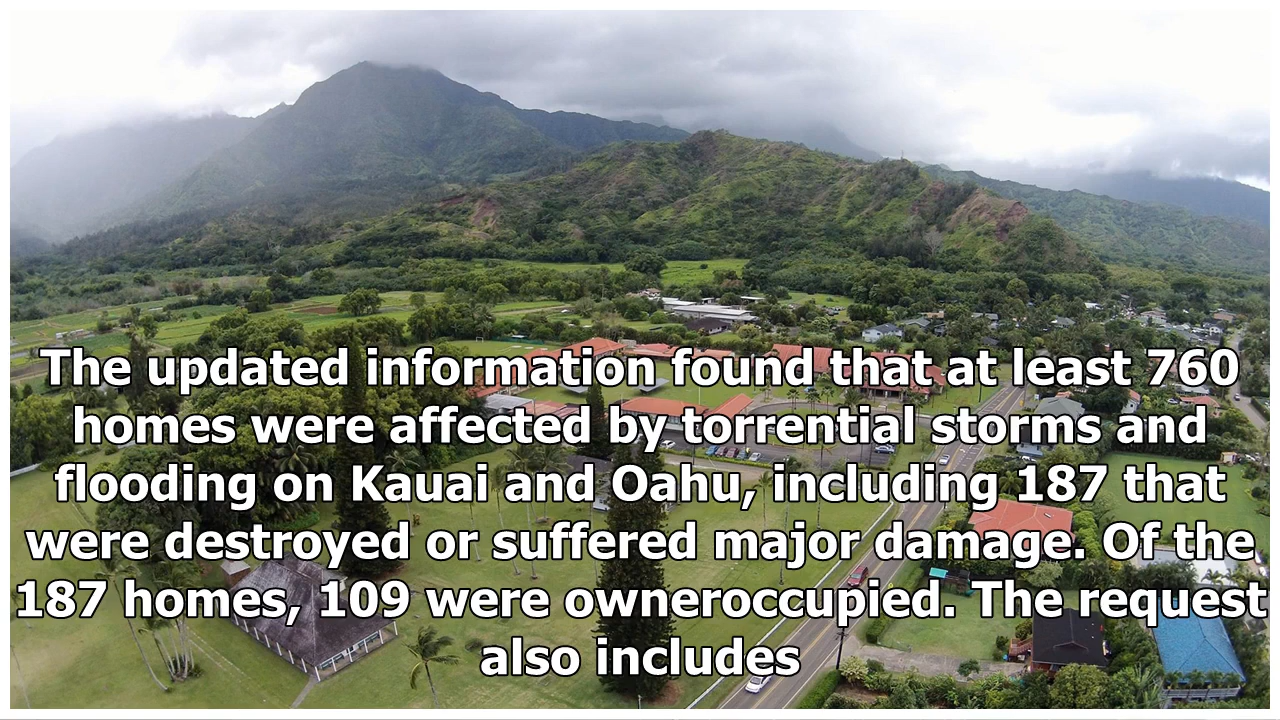 The updated information found that at least 760
homes were affected by torrential storms and
flooding on Kauai and Oahu, including 187 that
were destroyed or suffered major damage. Of the
187 homes, 109 were owneroccupied. The request
also includes